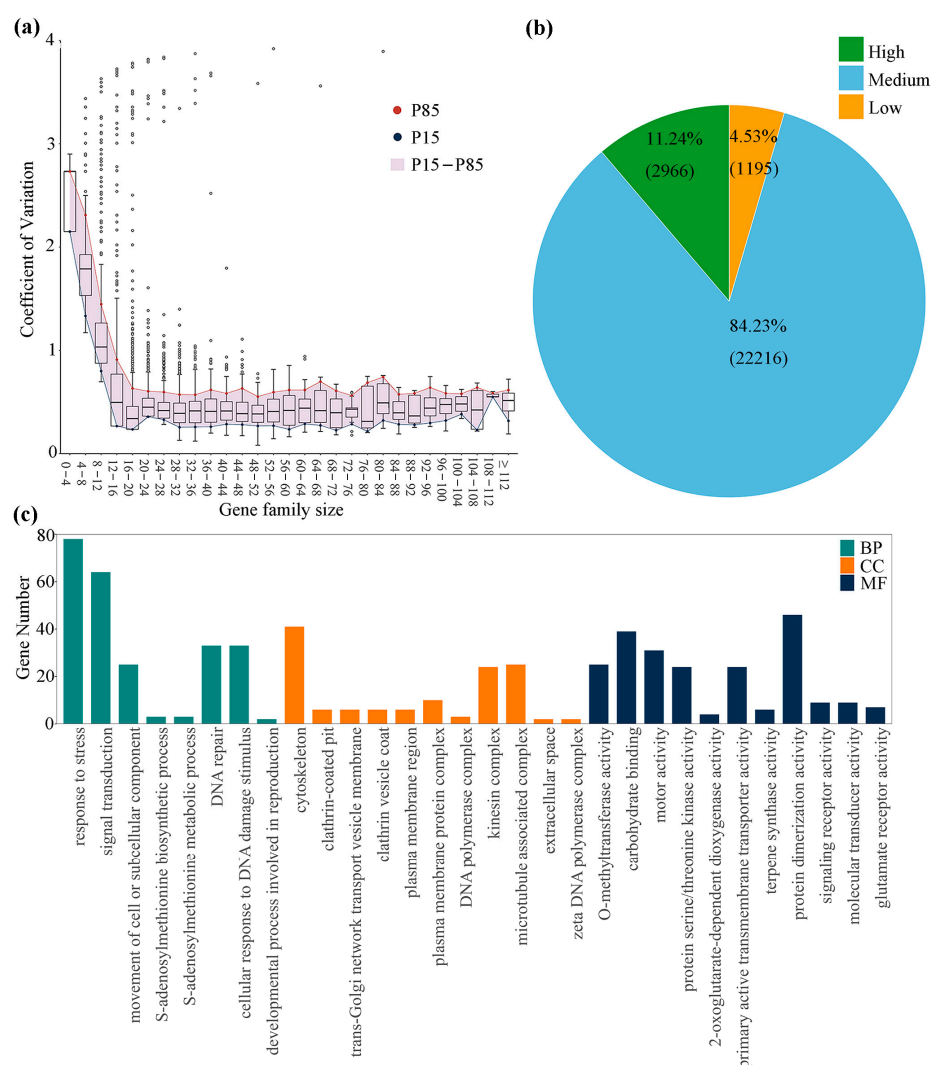 (a)
4
3
2
1
0
Coefficient of Variation
P85
P15
P15−P85
0−4
4−8
8−12
12−16
16−20
20−24
24−28
28−32
32−36
36−40
40−44
44−48
48−52
52−56
56−60
60−64
64−68
68−72
72−76
76−80
80−84
84−88
88−92
92−96
96−100
100−104
104−108
108−112
≥112
Gene family size
(b)
High
Medium
Low
11.24%
(2966)
4.53%
(1195)
84.23%
(22216)
(c)
80
60
40
20
0
Gene Number
BP
CC
MF
response to stress
signal transduction
movement of cell or subcellular component
S-adenosylmethionine biosynthetic process
S-adenosylmethionine metabolic process
DNA repair
cellular response to DNA damage stimulus
developmental process involved in reproduction
cytoskeleton
clathrin-coated pit
trans-Golgi network transport vesicle membrane
clathrin vesicle coat
plasma membrane region
plasma membrane protein complex
DNA polymerase complex
kinesin complex
microtubule associated complex
extracellular space
zeta DNA polymerase complex
O-methyltransferase activity
carbohydrate binding
motor activity
protein serine/threonine kinase activity
2-oxoglutarate-dependent dioxygenase activity
primary active transmembrane transporter activity
terpene synthase activity
protein dimerization activity
signaling receptor activity
molecular transducer activity
glutamate receptor activity